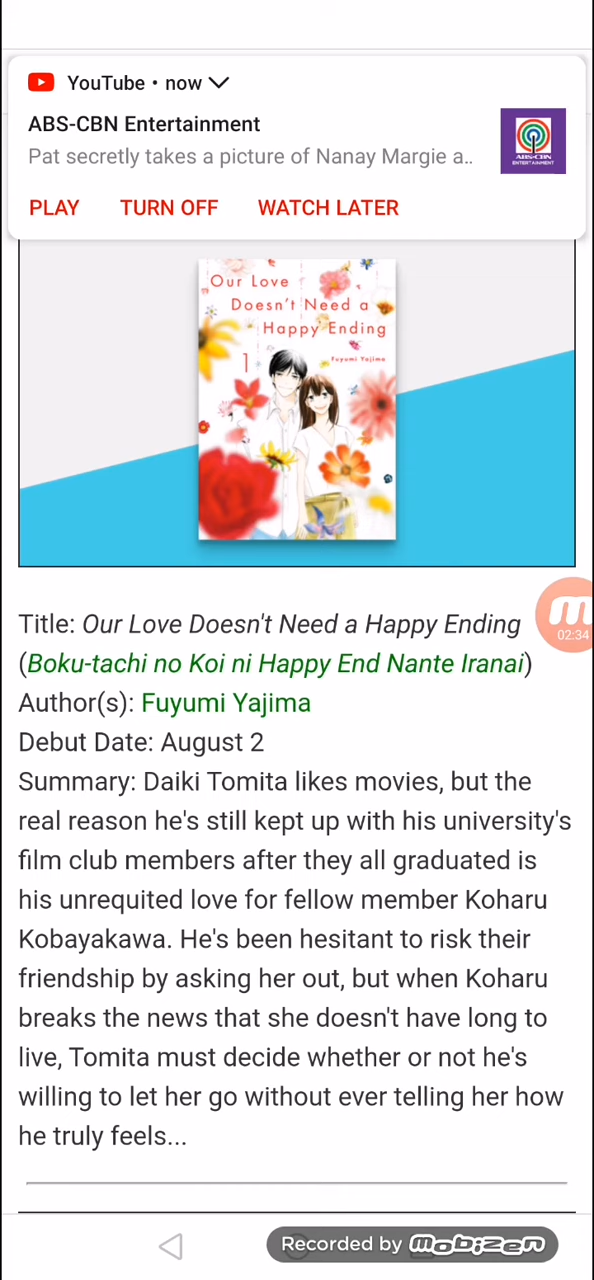 YouTube • now
ABS-CBN Entertainment
Pat secretly takes a picture of Nanay Margie a..
ABS-CBN
ENTERTAINMENT
PLAY TURN OFF WATCH LATER
Our Love
Doesn't Need a
Happy Ending
1
Fuyumi Yajima
02:34
Title: Our Love Doesn't Need a Happy Ending
(Boku-tachi no Koi ni Happy End Nante Iranai)
Author(s): Fuyumi Yajima
Debut Date: August 2
Summary: Daiki Tomita likes movies, but the
real reason he's still kept up with his university's
film club members after they all graduated is
his unrequited love for fellow member Koharu
Kobayakawa. He's been hesitant to risk their
friendship by asking her out, but when Koharu
breaks the news that she doesn't have long to
live, Tomita must decide whether or not he's
willing to let her go without ever telling her how
he truly feels...
Recorded by mobizen